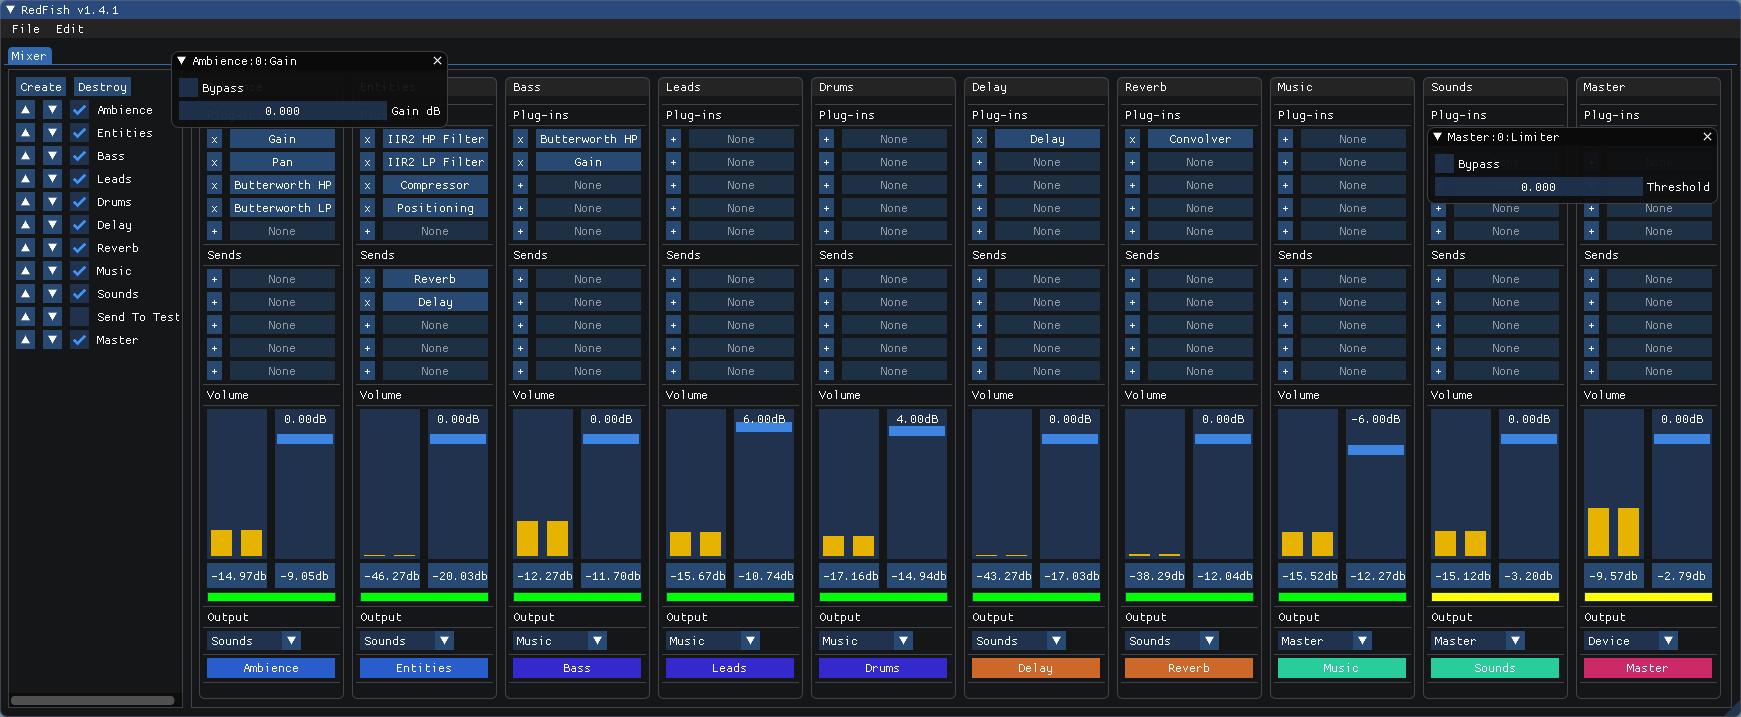 RedFish v1.4.1
File Edit
Mixer
Create Destroy
Ambience
Entities
Bass
Leads
Drums
Delay
Reverb
Music
Sounds
Send To Test
Master
Ambience:0:Gain
Bypass
0.000 Gain dB
x Gain
x Pan
x Butterworth HP
x Butterworth LP
+ None
Sends
+ None
+ None
+ None
+ None
+ None
Volume
0.00dB
-14.97db -9.05db
Output
Sounds
Ambience
Entities
x IIR2 HP Filter
x IIR2 LP Filter
x Compressor
x Positioning
+ None
Sends
x Reverb
x Delay
+ None
+ None
+ None
Volume
0.00dB
-46.27db -20.03db
Output
Sounds
Entities
Bass
Plug-ins
x Butterworth HP
x Gain
+ None
+ None
+ None
Sends
+ None
+ None
+ None
+ None
+ None
Volume
0.00dB
-12.27db -11.70db
Output
Music
Bass
Leads
Plug-ins
+ None
+ None
+ None
+ None
+ None
Sends
+ None
+ None
+ None
+ None
+ None
Volume
6.00dB
-15.67db -10.74db
Output
Music
Leads
Drums
Plug-ins
+ None
+ None
+ None
+ None
+ None
Sends
+ None
+ None
+ None
+ None
+ None
Volume
4.00dB
-17.16db -14.94db
Output
Music
Drums
Delay
Plug-ins
x Delay
+ None
+ None
+ None
+ None
Sends
+ None
+ None
+ None
+ None
+ None
Volume
0.00dB
-43.27db -17.03db
Output
Sounds
Delay
Reverb
Plug-ins
x Convolver
+ None
+ None
+ None
+ None
Sends
+ None
+ None
+ None
+ None
+ None
Volume
0.00dB
-38.29db -12.04db
Output
Sounds
Reverb
Music
Plug-ins
+ None
+ None
+ None
+ None
+ None
Sends
+ None
+ None
+ None
+ None
+ None
Volume
-6.00dB
-15.52db -12.27db
Output
Master
Music
Sounds
Plug-ins
Master:0:Limiter
Bypass
0.000 Threshold
+ None
+ None
Sends
+ None
+ None
+ None
+ None
+ None
Volume
0.00dB
-15.12db -3.20db
Output
Master
Sounds
Master
Plug-ins
+ None
+ None
Sends
+ None
+ None
+ None
+ None
+ None
Volume
0.00dB
-9.57db -2.79db
Output
Device
Master